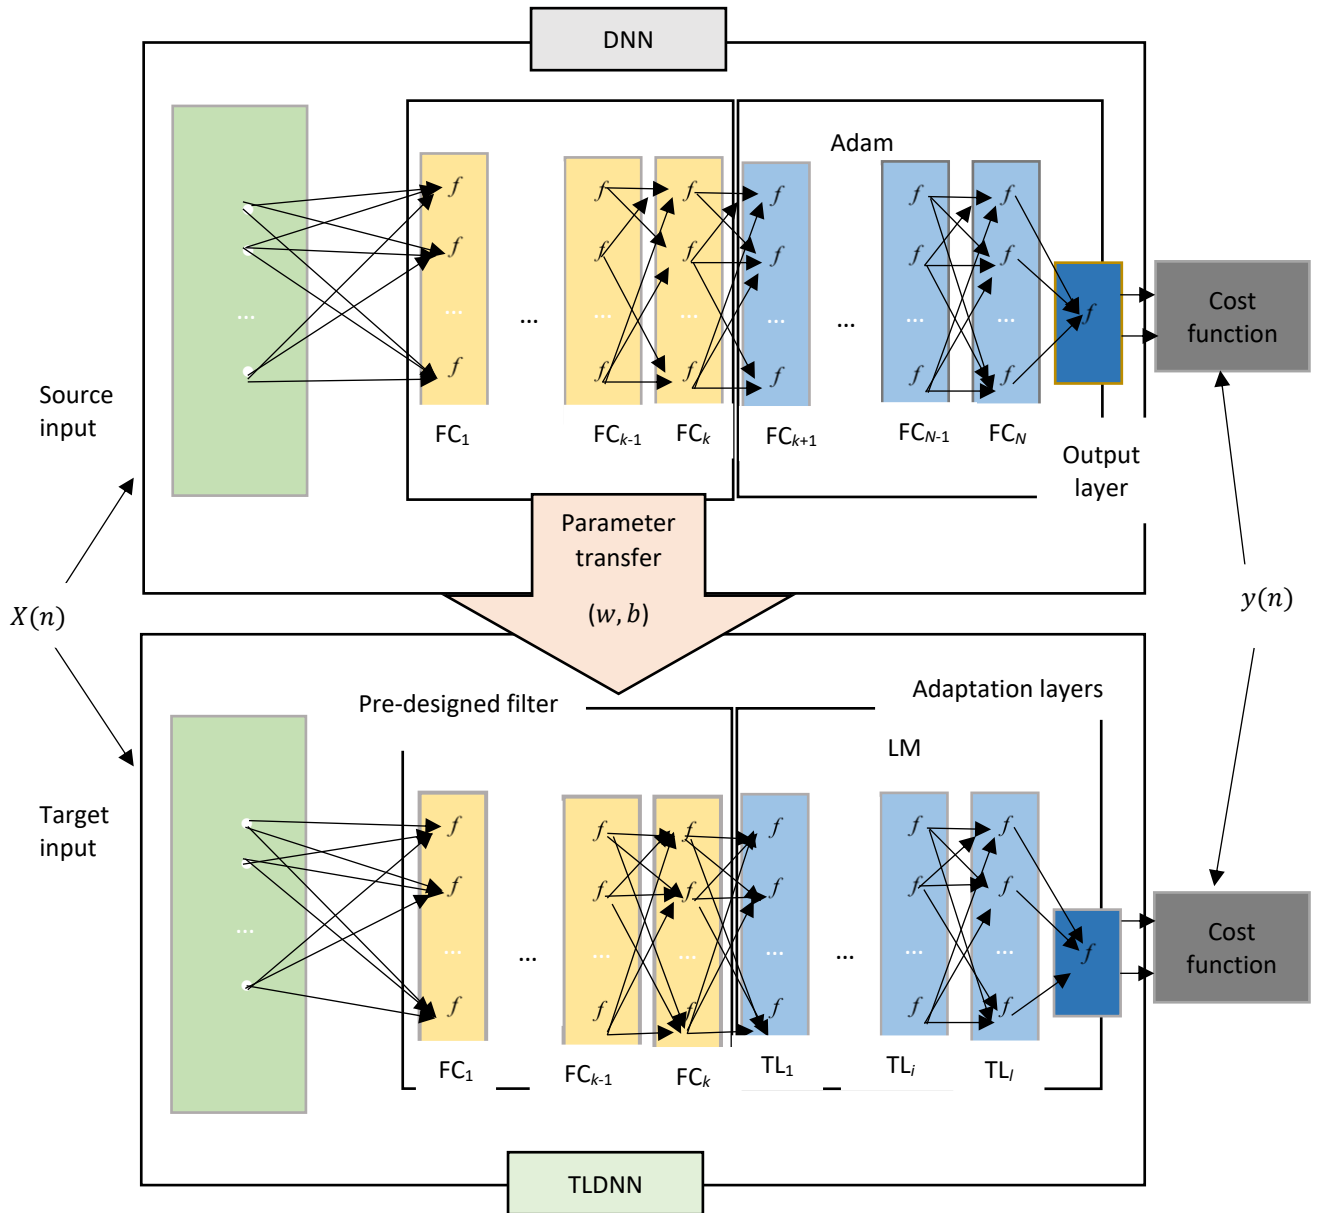 DNN
Adam
f f f f f f
f f f f f f
f
... ... ... ... ... ... ... ...
f f f f f f
Cost
function
Source
input
FC1 FCk-1 FCk FCk+1 FCN-1 FCN
Output
layer
Parameter
transfer
(w, b)
X(n)
y(n)
Pre-designed filter
Adaptation layers
LM
Target
input
f f f f f f
f f f f f f
f
... ... ... ... ... ... ... ... ...
f f f f f f
Cost
function
FC1 FCk-1 FCk TL1 TLi TLl
TLDNN